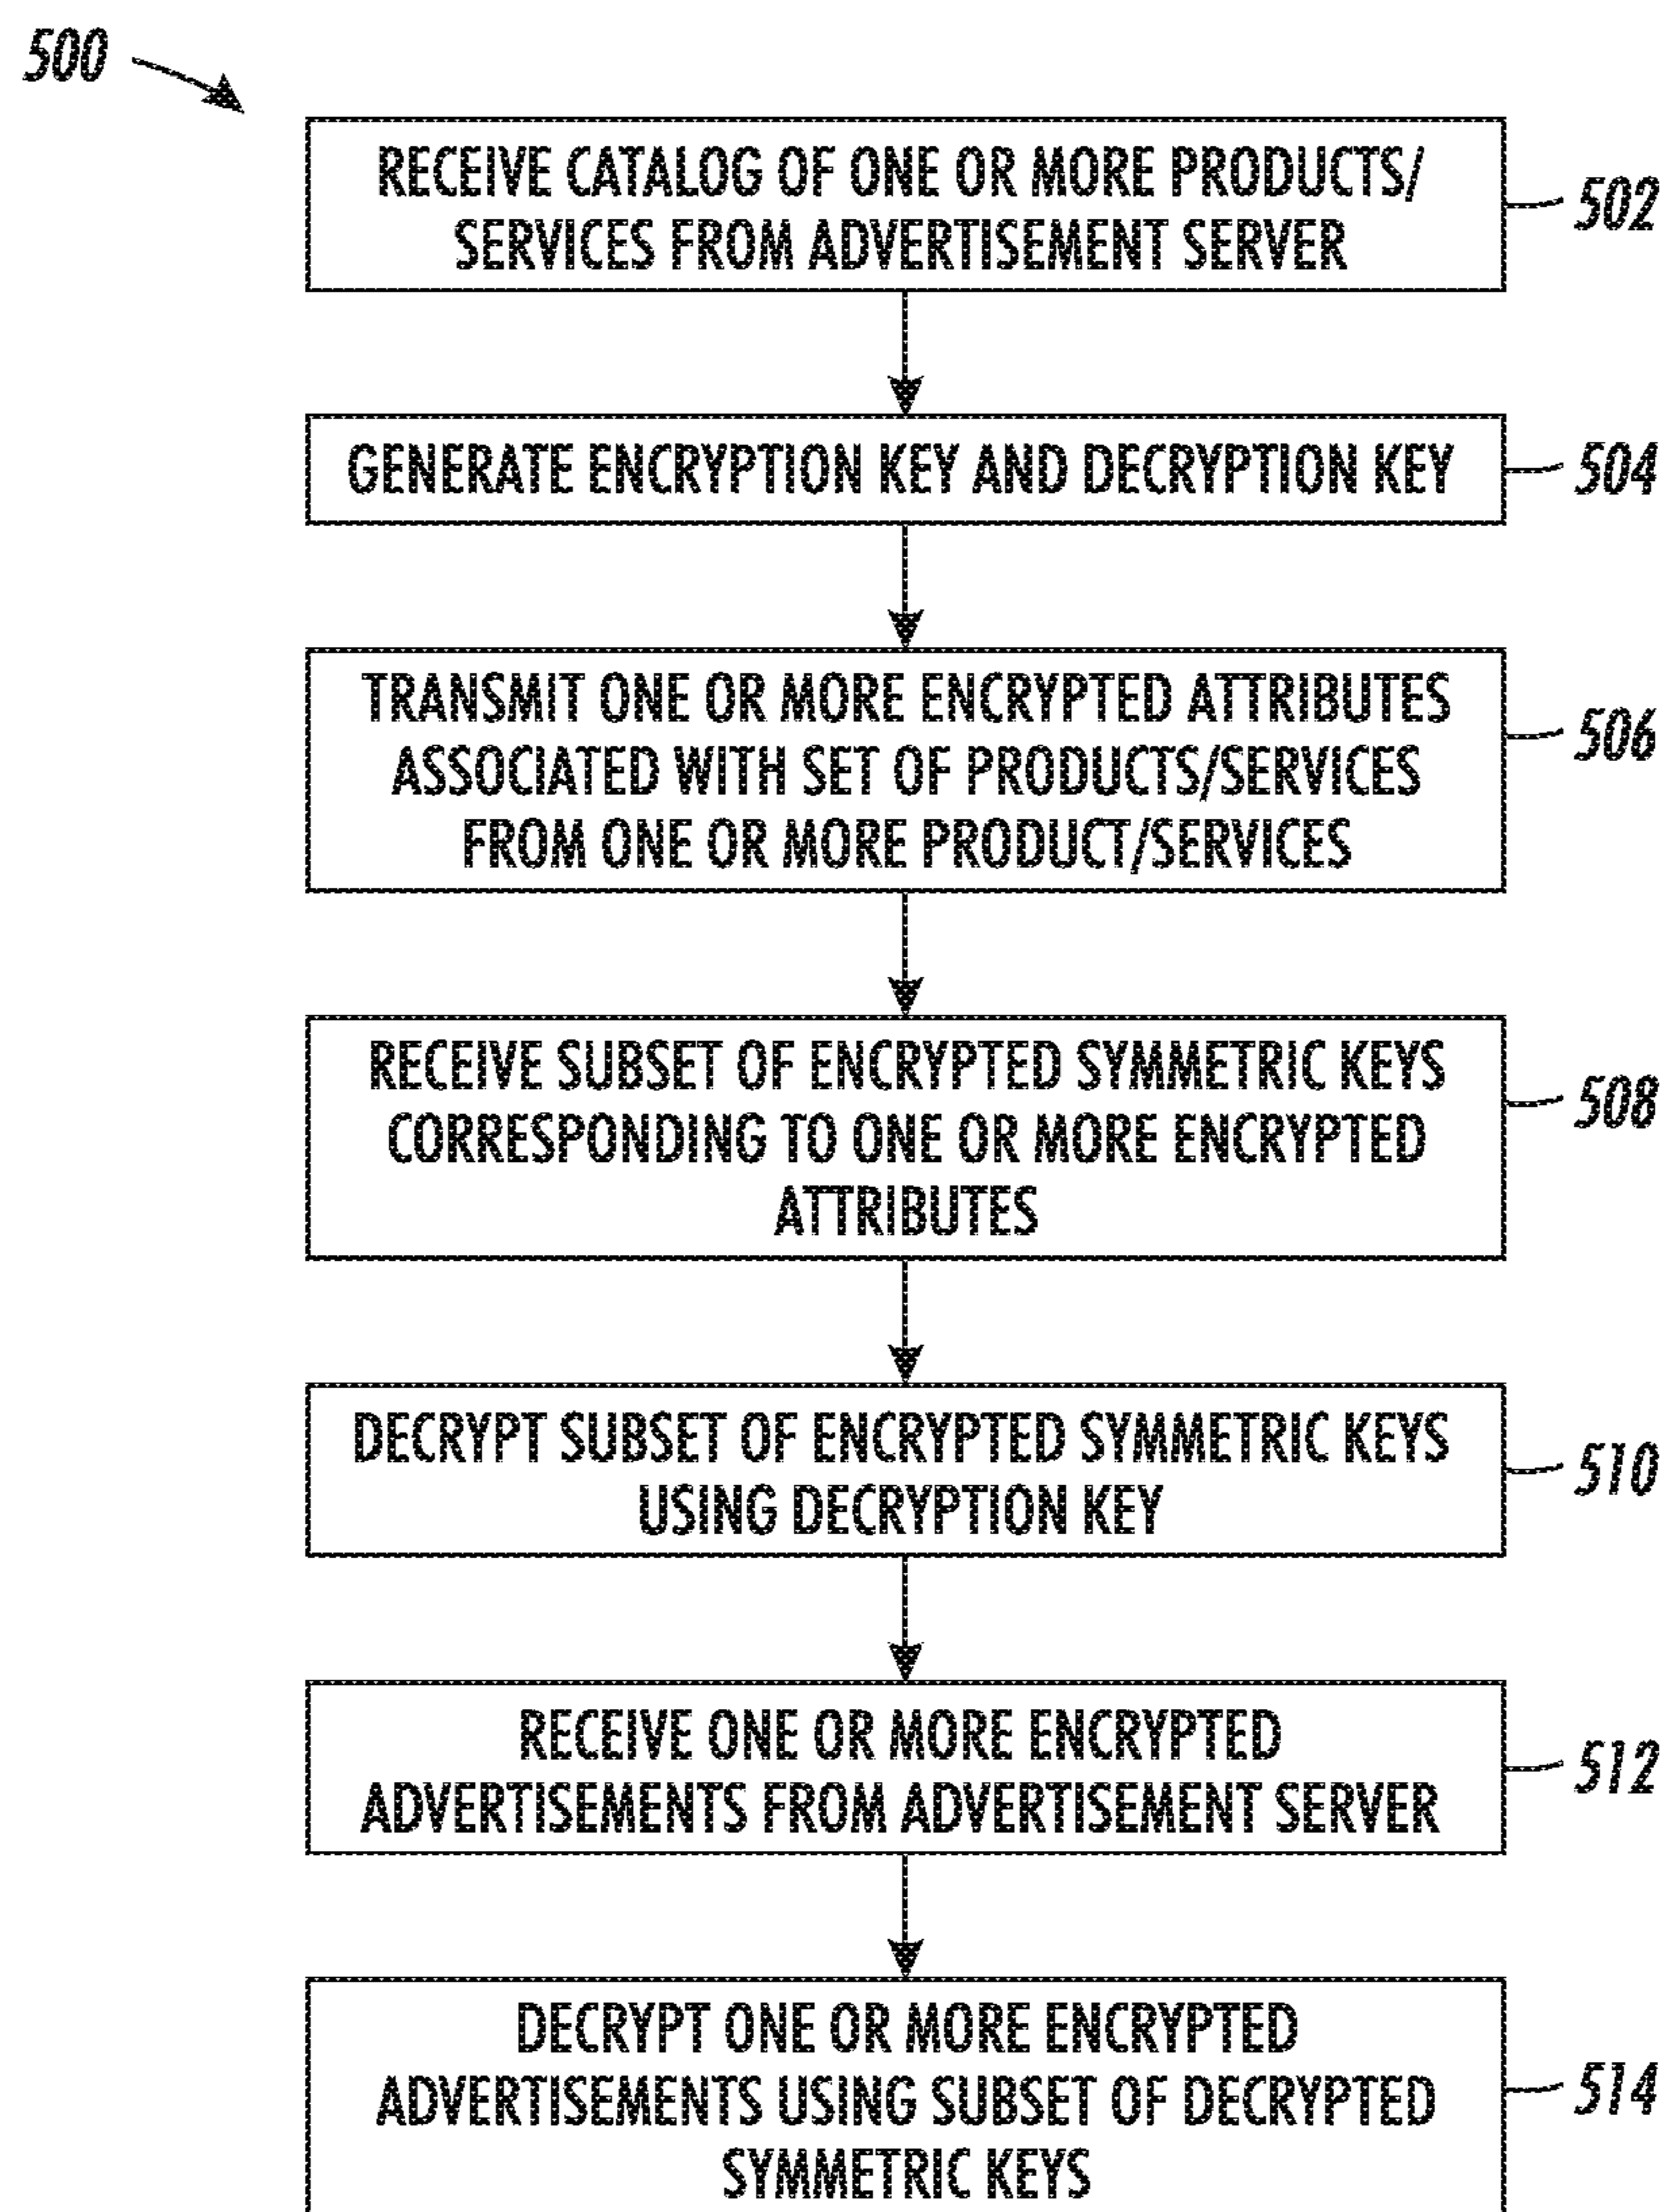 500
RECEIVE CATALOG OF ONE OR MORE PRODUCTS/
SERVICES FROM ADVERTISEMENT SERVER
502
GENERATE ENCRYPTION KEY AND DECRYPTION KEY
504
TRANSMIT ONE OR MORE ENCRYPTED ATTRIBUTES
ASSOCIATED WITH SET OF PRODUCTS/SERVICES
FROM ONE OR MORE PRODUCT/SERVICES
506
RECEIVE SUBSET OF ENCRYPTED SYMMETRIC KEYS
CORRESPONDING TO ONE OR MORE ENCRYPTED
ATTRIBUTES
508
DECRYPT SUBSET OF ENCRYPTED SYMMETRIC KEYS
USING DECRYPTION KEY
510
RECEIVE ONE OR MORE ENCRYPTED
ADVERTISEMENTS FROM ADVERTISEMENT SERVER
512
DECRYPT ONE OR MORE ENCRYPTED
ADVERTISEMENTS USING SUBSET OF DECRYPTED
SYMMETRIC KEYS
514